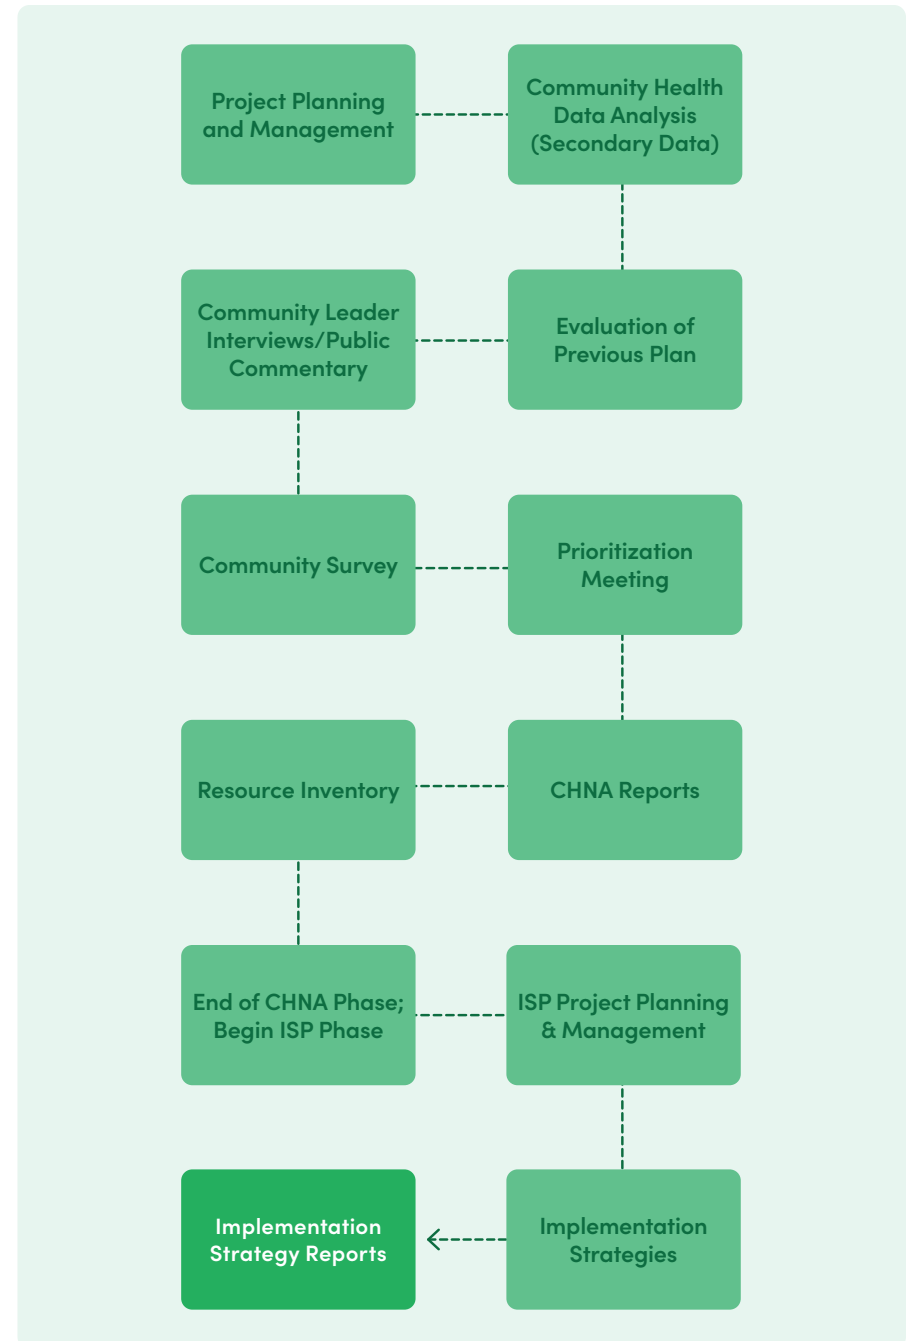 Project Planning
and Management
Community Health
Data Analysis
(Secondary Data)
Community Leader
Interviews/Public
Commentary
Evaluation of
Previous Plan
Community Survey
Prioritization
Meeting
Resource Inventory
CHNA Reports
End of CHNA Phase;
Begin ISP Phase
ISP Project Planning
& Management
Implementation
Strategy Reports
Implementation
Strategies